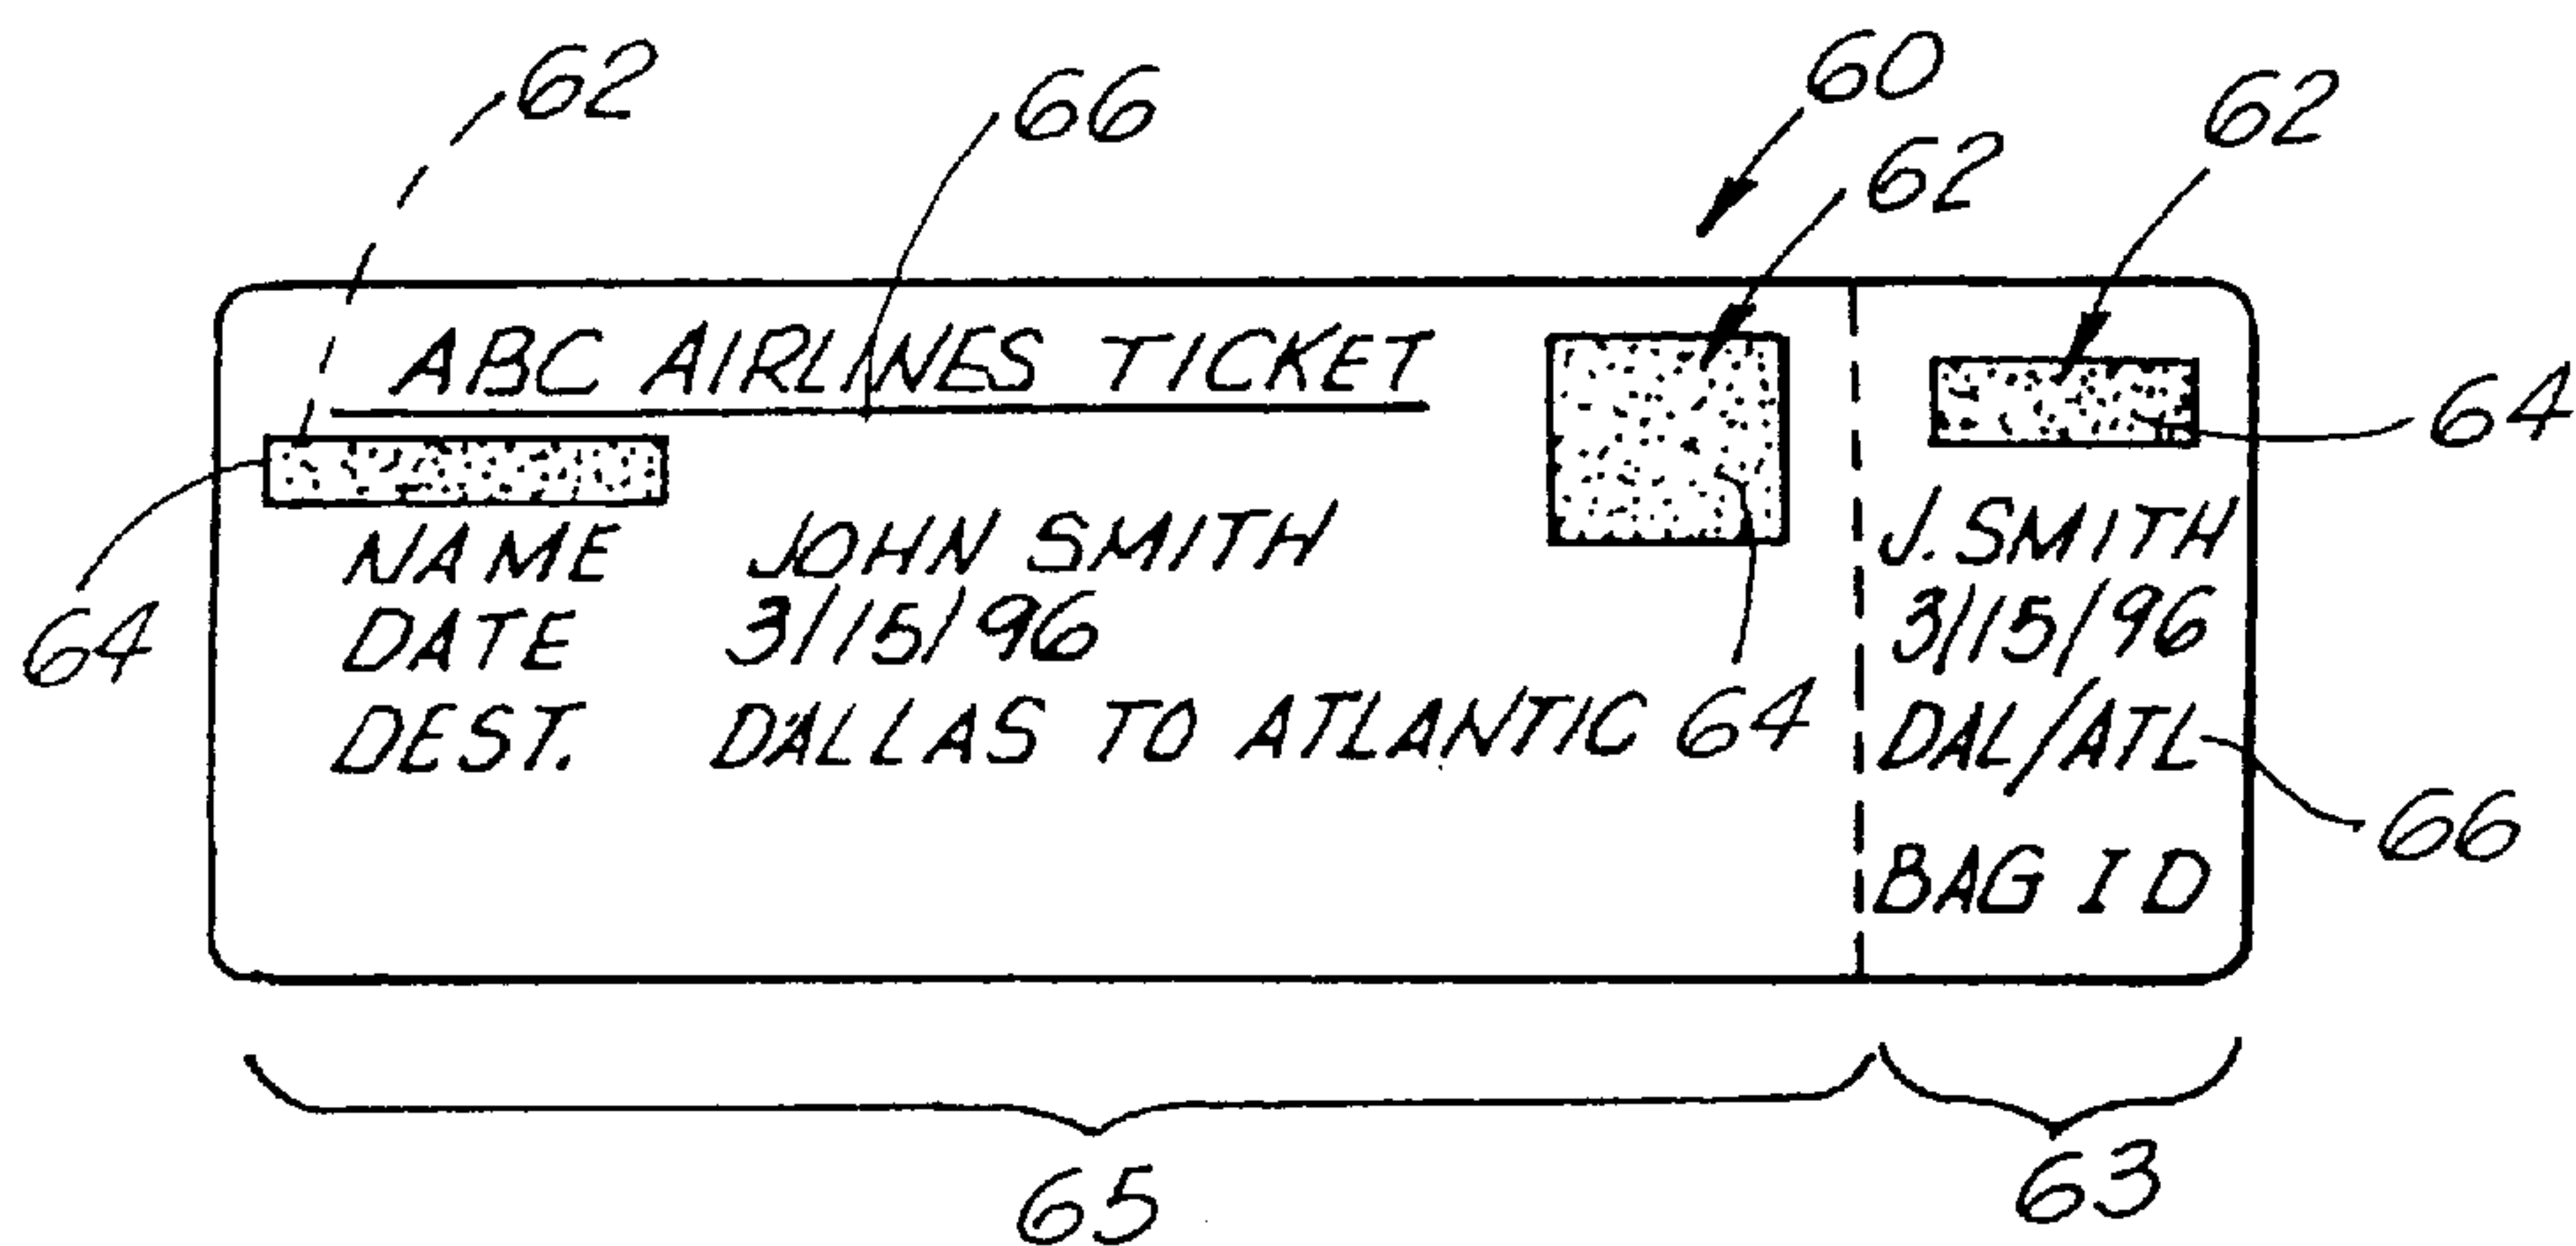 62 66 60 62
62
ABC AIRLINES TICKET
64
NAME JOHN SMITH J. SMITH
64 DATE 3/15/96 3/15/96
DEST. DALLAS TO ATLANTIC 64 DAL/ATL
66
BAG ID
65 63